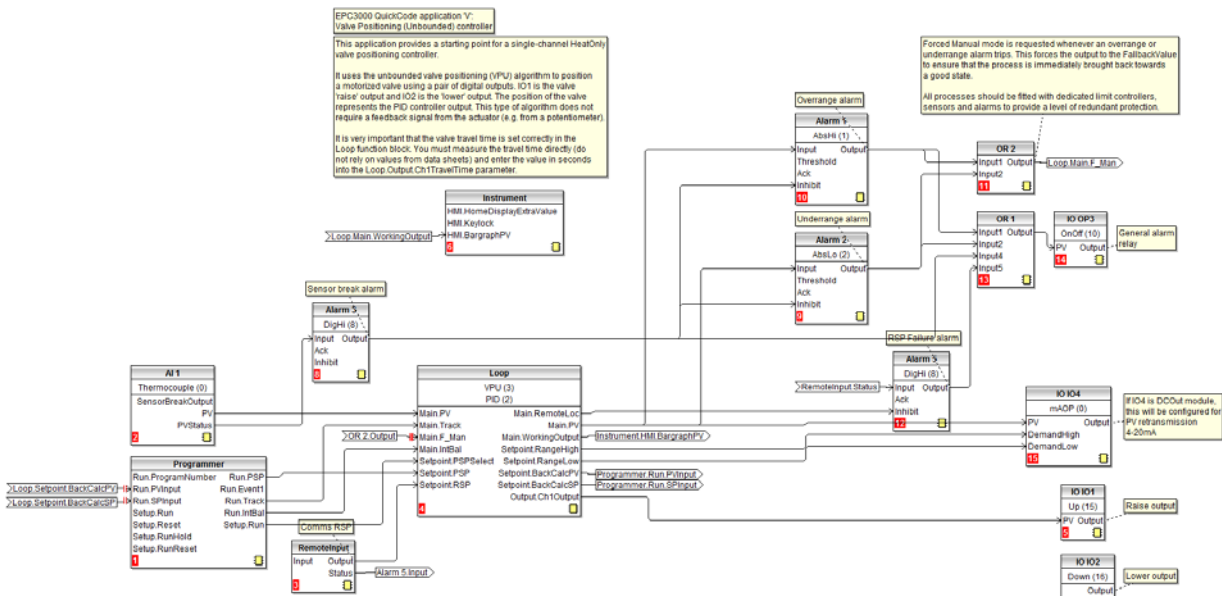 EPC3000 QuickCode application 'V':
Valve Positioning (Unbounded) controller
This application provides a starting point for a single-channel HeatOnly
valve positioning controller.
It uses the unbounded valve positioning (VPU) algorithm to position
a motorized valve using a pair of digital outputs. IO1 is the valve
'raise' output and IO2 is the 'lower' output. The position of the valve
represents the PID controller output. This type of algorithm does not
require a feedback signal from the actuator (e.g. from a potentiometer).
It is very important that the valve travel time is set correctly in the
Loop function block. You must measure the travel time directly (do
not rely on values from data sheets) and enter the value in seconds
into the Loop.Output.Ch1TravelTime parameter.
Forced Manual mode is requested whenever an overrange or
underrange alarm trips. This forces the output to the FallbackValue
to ensure that the process is immediately brought back towards
a good state.
All processes should be fitted with dedicated limit controllers,
sensors and alarms to provide a level of redundant protection.
Overrange alarm
Alarm
AbsHi (1)
Input Output
Threshold
Ack
Inhibit
10
OR 2
Input1 Output
Input2
11
Loop.Main.F_Man
Instrument
HMI.HomeDisplayExtraValue
HMI.Keylock
HMI.BargraphPV
6
Loop.Main.WorkingOutput
Underrange alarm
Alarm 2
AbsLo (2)
Input Output
Threshold
Ack
Inhibit
9
OR 1
Input1 Output
Input2
Input4
Input5
13
IO OP3
OnOff (10)
PV Output
14
General alarm
relay
Sensor break alarm
Alarm
DigHi (8)
Input Output
Ack
Inhibit
8
RSP Failure alarm
Alarm
DigHi (8)
Input Output
Ack
Inhibit
12
RemoteInput.Status
AI 1
Thermocouple (0)
SensorBreakOutput
PV
PVStatus
2
Loop
VPU (3)
PID (2)
Main.PV Main.RemoteLoc
Main.Track Main.PV
Main.F_Man Main.WorkingOutput
Main.IntBal Setpoint.RangeHigh
Setpoint.PSPSelect Setpoint.RangeLow
Setpoint.PSP Setpoint.BackCalcPV
Setpoint.RSP Setpoint.BackCalcSP
Output.Ch1Output
4
OR 2.Output
Instrument.HMI.BargraphPV
Programmer.Run.PVInput
Programmer.Run.SPInput
IO IO4
mAOP (0)
PV Output
DemandHigh
DemandLow
15
If IO4 is DCOut module,
this will be configured for
PV retransmission
4-20mA
Programmer
Run.ProgramNumber Run.PSP
Run.PVInput Run.Event1
Run.SPInput Run.Track
Setup.Run Run.IntBal
Setup.Reset Setup.Run
Setup.RunHold
Setup.RunReset
1
Loop.Setpoint.BackCalcPV
Loop.Setpoint.BackCalcSP
Comms RSP
RemoteInput
Input Output
Status
3
Alarm 5.Input
IO IO1
Up (15)
PV Output
5
Raise output
IO IO2
Down (16)
Output
Lower output